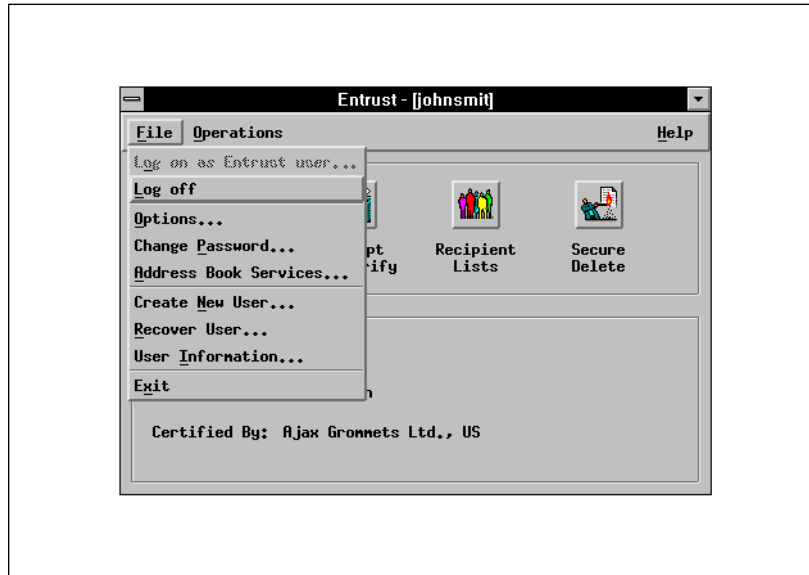 Entrust - [johnsmit]
File Operations Help
Log on as Entrust user...
Log off
Options...
Change Password...
Address Book Services...
Create New User...
Recover User...
User Information...
Exit
pt
rify
Recipient
Lists
Secure
Delete
n
Certified By: Ajax Grommets Ltd., US